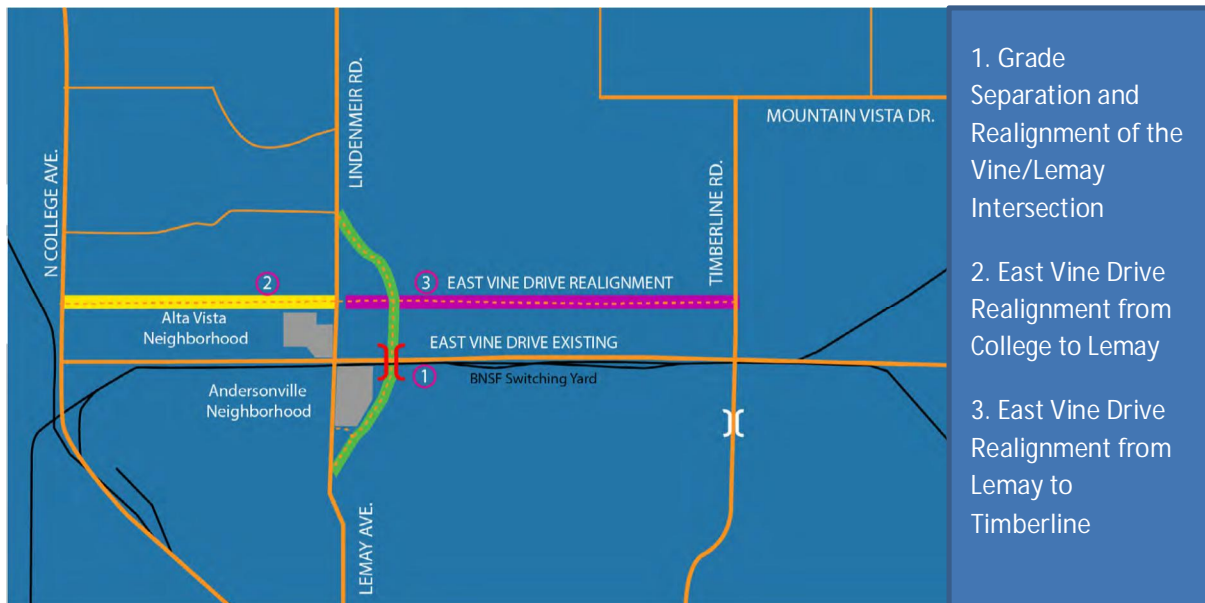 N COLLEGE AVE.
LINDENMEIR RD.
MOUNTAIN VISTA DR.
TIMBERLINE RD.
2
3 EAST VINE DRIVE REALIGNMENT
Alta Vista
Neighborhood
EAST VINE DRIVE EXISTING
1
BNSF Switching Yard
Andersonville
Neighborhood
LEMAY AVE.
1. Grade
Separation and
Realignment of the
Vine/Lemay
Intersection
2. East Vine Drive
Realignment from
College to Lemay
3. East Vine Drive
Realignment from
Lemay to
Timberline